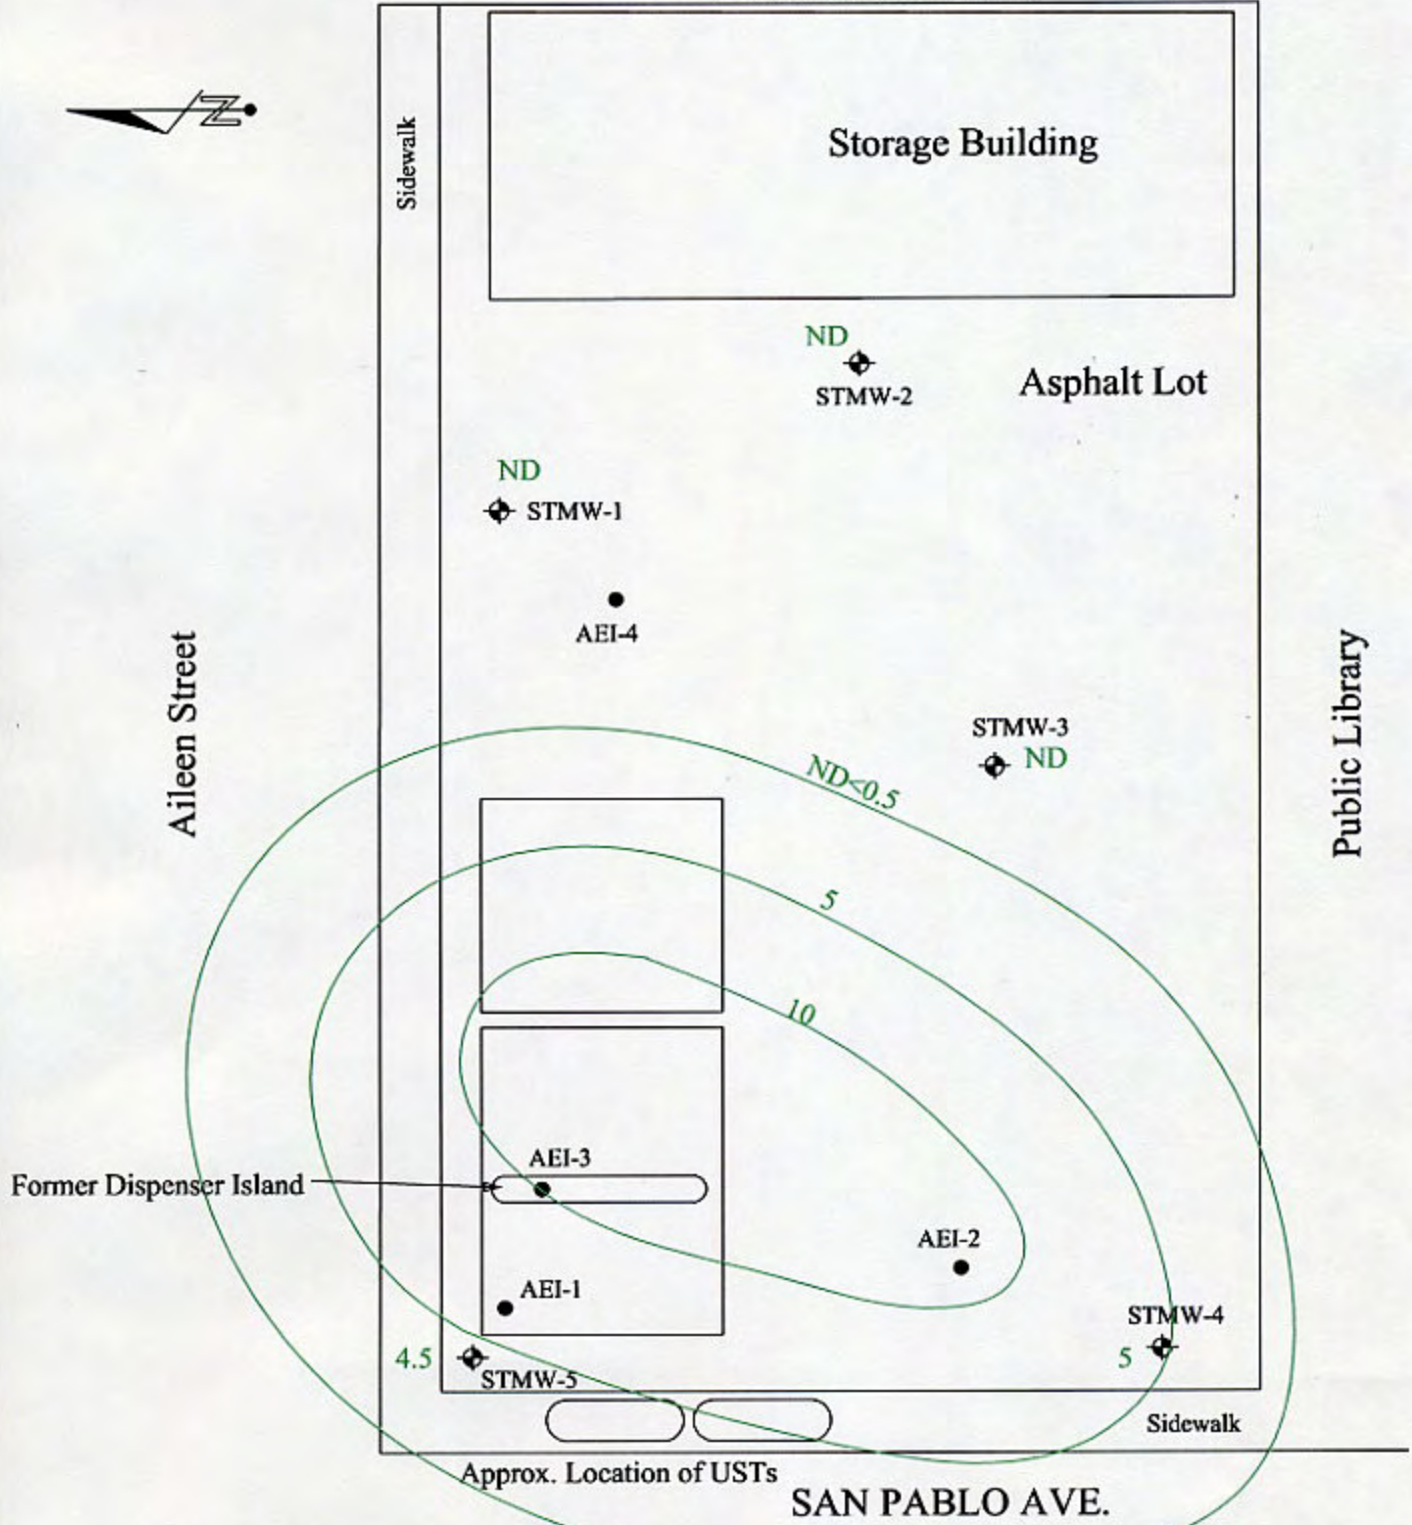 Z
Sidewalk
Storage Building
ND
STMW-2
Asphalt Lot
ND
STMW-1
AEI-4
Aileen Street
STMW-3
ND
Public Library
ND<0.5
5
10
AEI-3
Former Dispenser Island
AEI-2
AEI-1
STMW-4
4.5
5
STMW-5
Sidewalk
Approx. Location of USTs
SAN PABLO AVE.